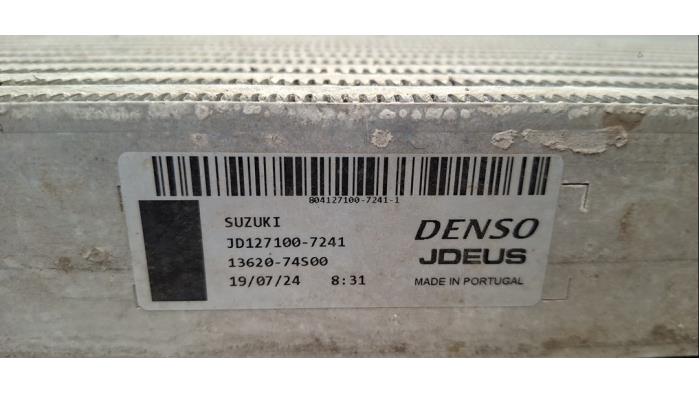 804127100-7241-1
SUZUKI
JD127100-7241
13620-74S00
19/07/24 8:31
DENSO
JDEUS
MADE IN PORTUGAL